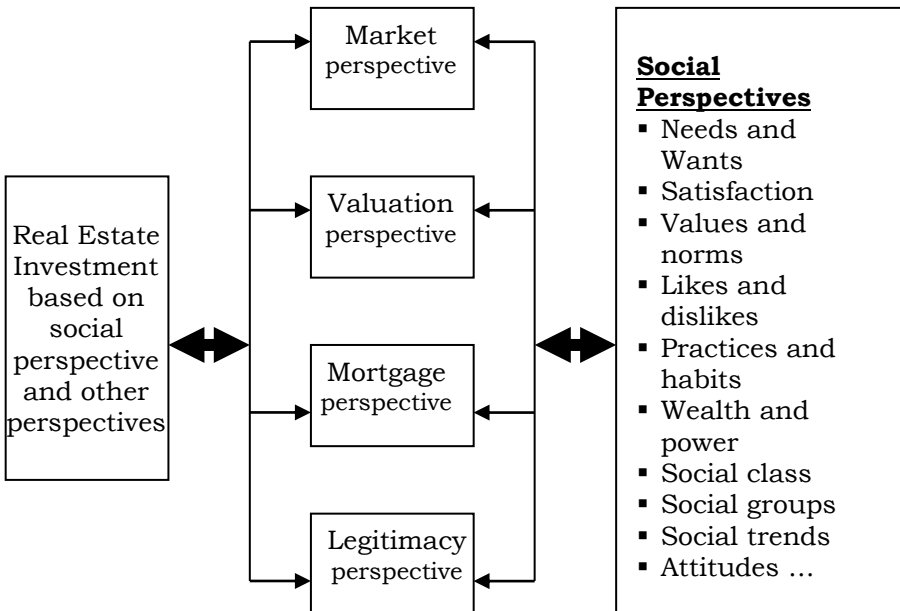 Real Estate
Investment
based on
social
perspective
and other
perspectives
Market
perspective
Valuation
perspective
Mortgage
perspective
Legitimacy
perspective
Social
Perspectives
▪ Needs and
Wants
▪ Satisfaction
▪ Values and
norms
▪ Likes and
dislikes
▪ Practices and
habits
▪ Wealth and
power
▪ Social class
▪ Social groups
▪ Social trends
▪ Attitudes …